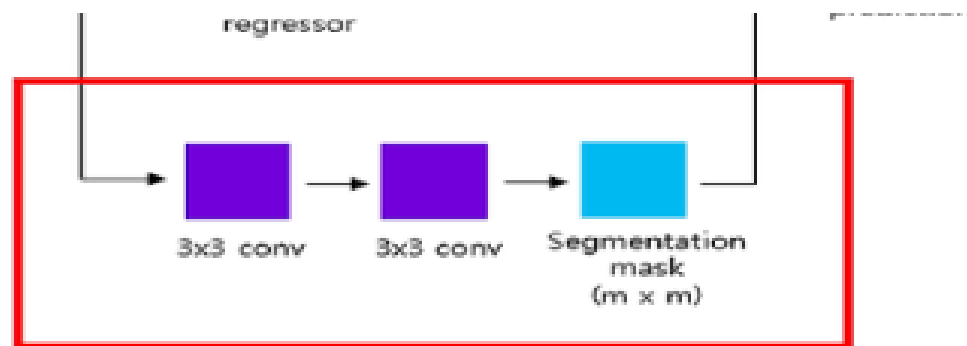 regressor
3x3 conv
3x3 conv
Segmentation
mask
(m x m)